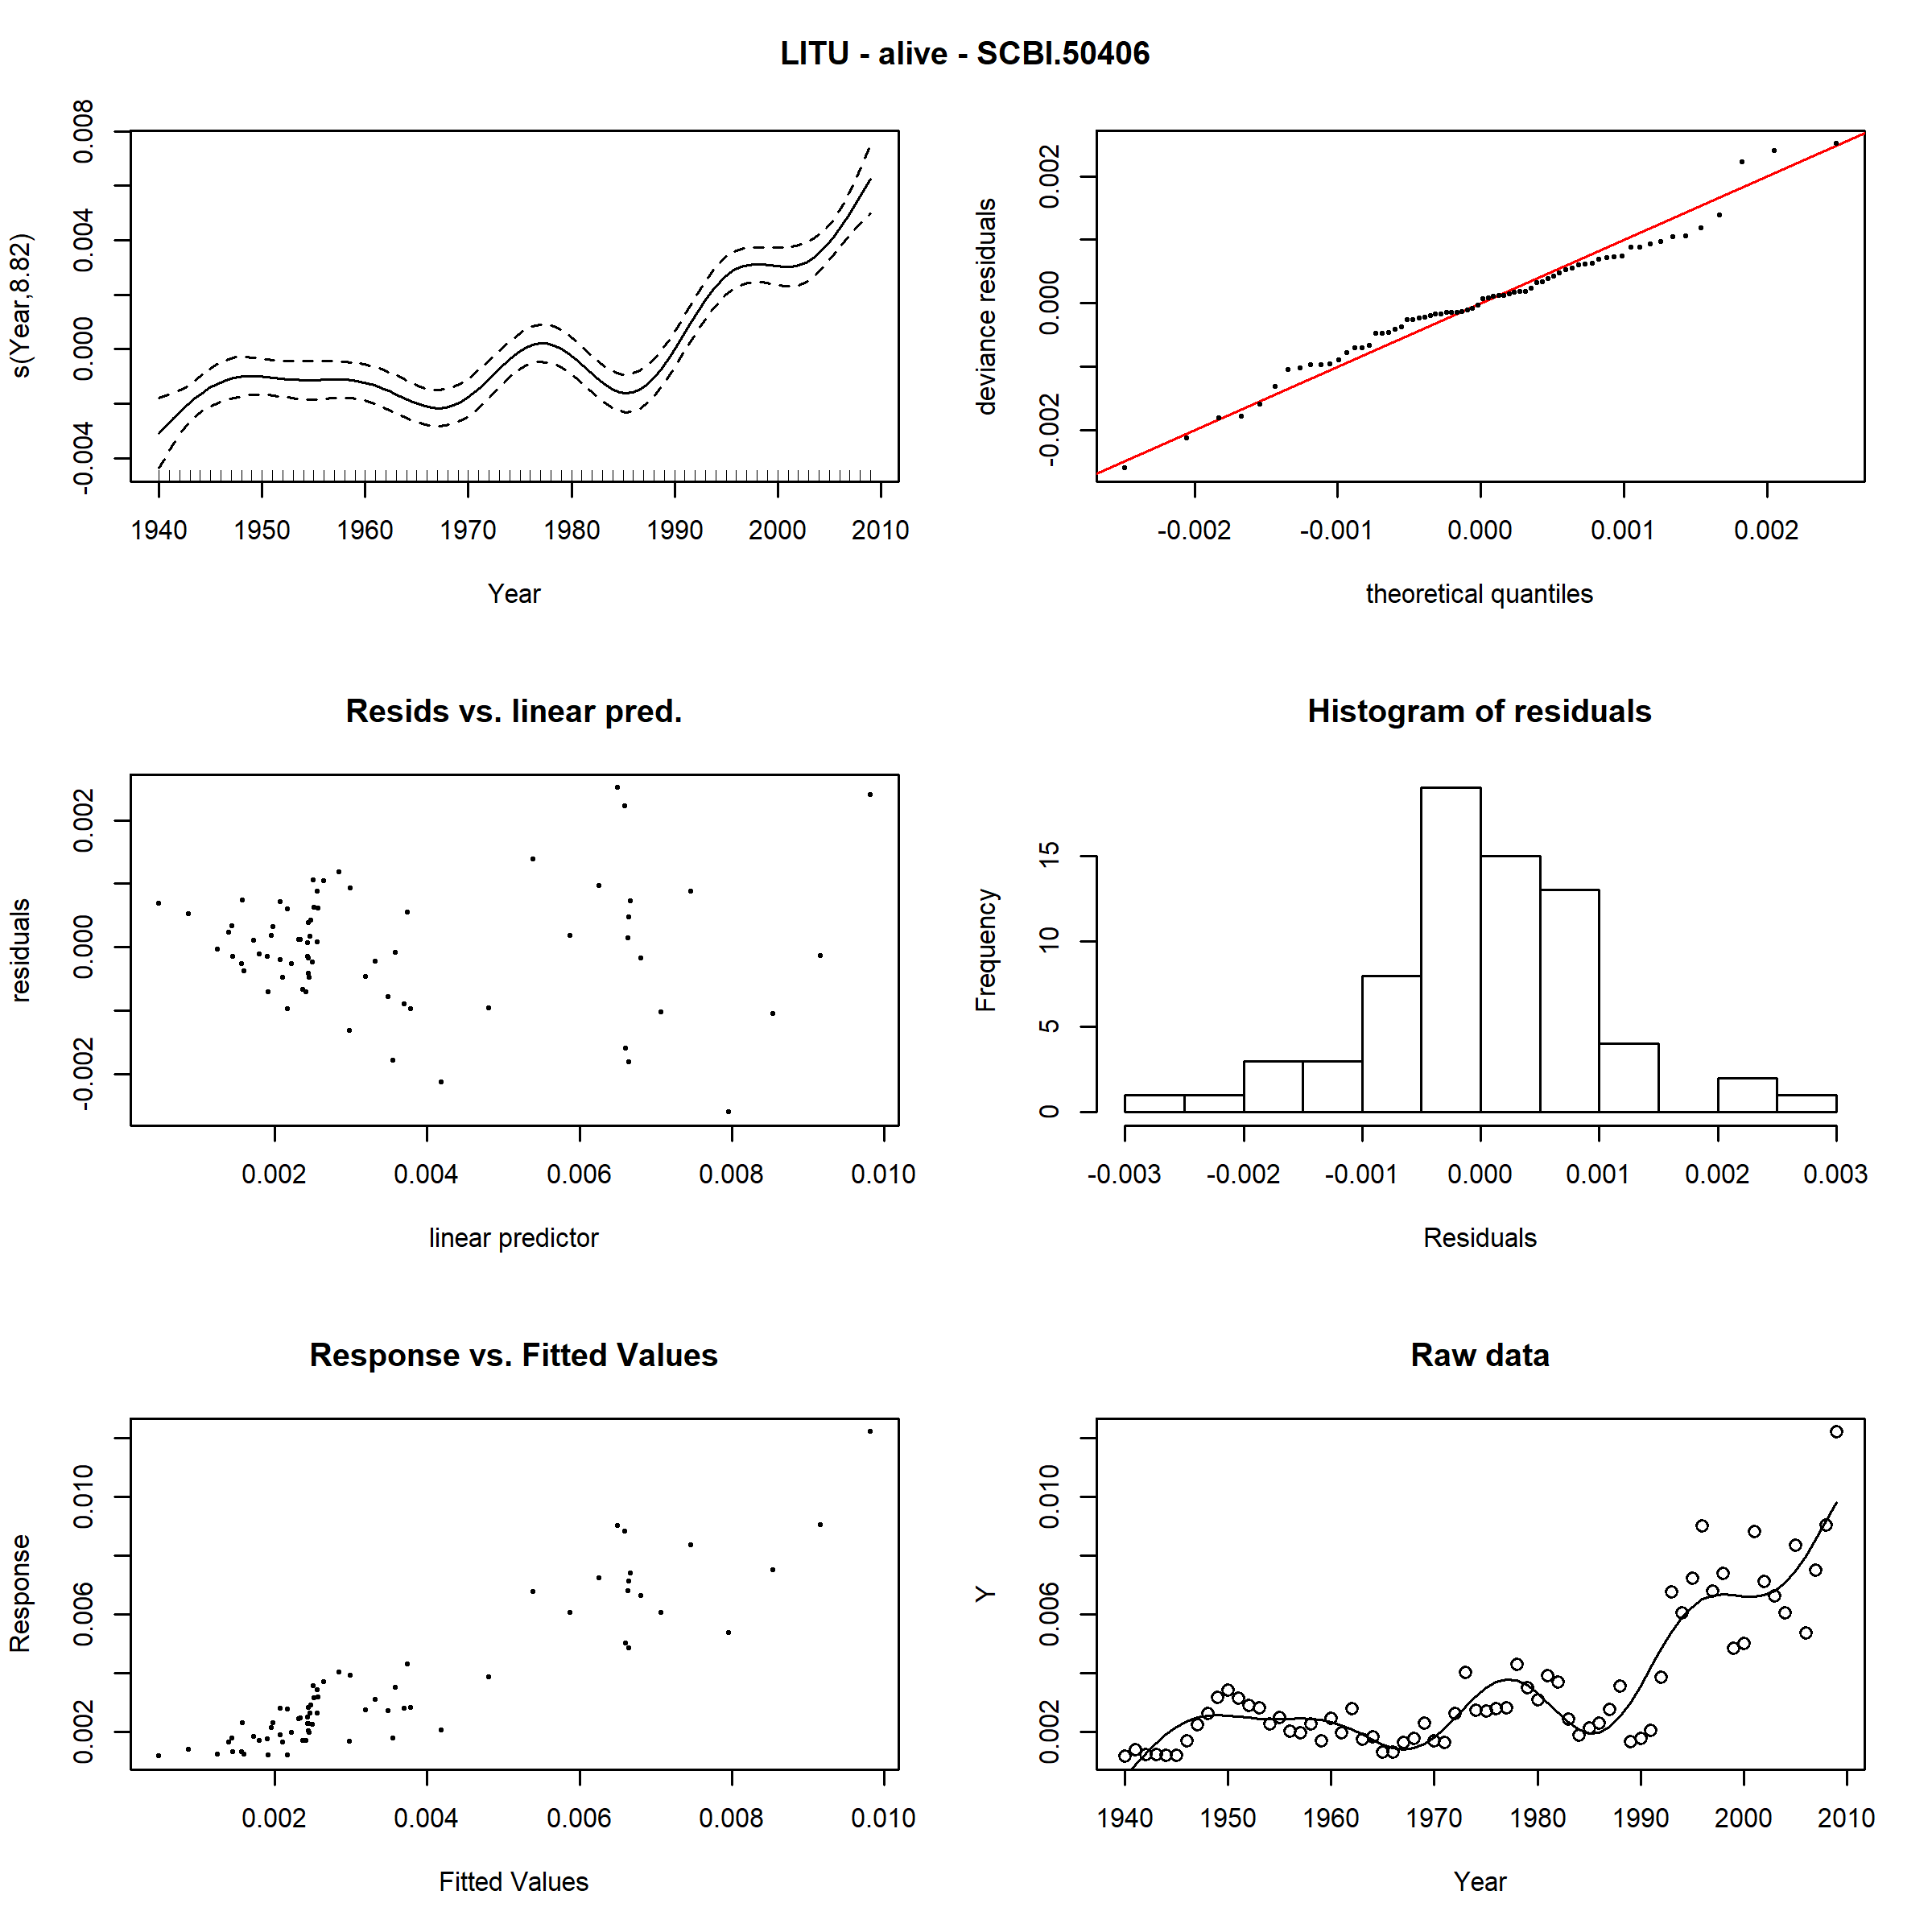 LITU - alive - SCBI.50406
s(Year,8.82)
-0.004 0.000 0.004 0.008
1940 1950 1960 1970 1980 1990 2000 2010
Year
deviance residuals
-0.002 0.000 0.002
-0.002 -0.001 0.000 0.001 0.002
theoretical quantiles
Resids vs. linear pred.
residuals
-0.002 0.000 0.002
0.002 0.004 0.006 0.008 0.010
linear predictor
Histogram of residuals
Frequency
0 5 10 15
-0.003 -0.002 -0.001 0.000 0.001 0.002 0.003
Residuals
Response vs. Fitted Values
Response
0.002 0.006 0.010
0.002 0.004 0.006 0.008 0.010
Fitted Values
Raw data
Y
0.002 0.006 0.010
1940 1950 1960 1970 1980 1990 2000 2010
Year